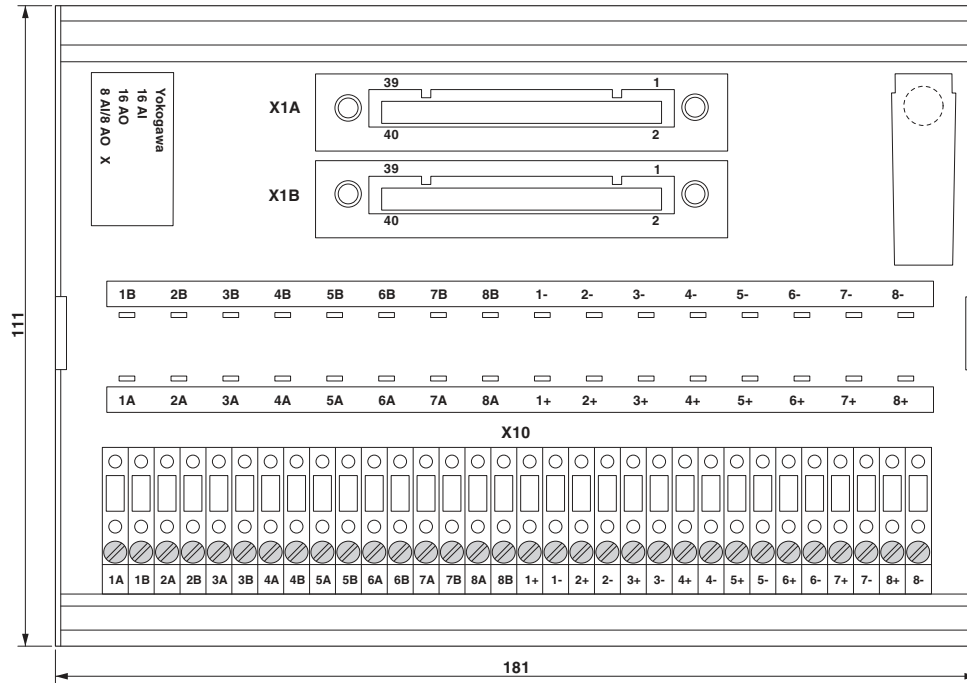 Yokogawa
16 AI
16 AO
8 AI/8 AO X
39 1
X1A
40 2
39 1
X1B
40 2
1B 2B 3B 4B 5B 6B 7B 8B 1- 2- 3- 4- 5- 6- 7- 8-
111
1A 2A 3A 4A 5A 6A 7A 8A 1+ 2+ 3+ 4+ 5+ 6+ 7+ 8+
X10
1A 1B 2A 2B 3A 3B 4A 4B 5A 5B 6A 6B 7A 7B 8A 8B 1+ 1- 2+ 2- 3+ 3- 4+ 4- 5+ 5- 6+ 6- 7+ 7- 8+ 8-
181